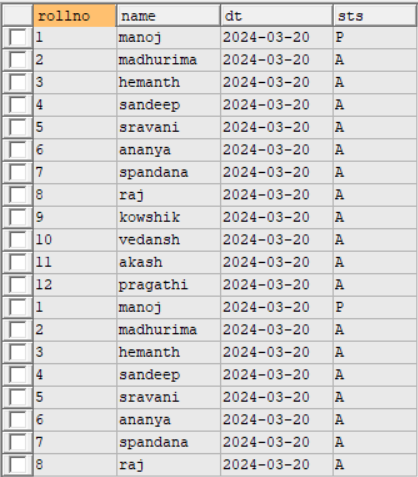 rollno name dt sts
1 manoj 2024-03-20 P
2 madhurima 2024-03-20 A
3 hemanth 2024-03-20 A
4 sandeep 2024-03-20 A
5 sravani 2024-03-20 A
6 ananya 2024-03-20 A
7 spandana 2024-03-20 A
8 raj 2024-03-20 A
9 kowshik 2024-03-20 A
10 vedansh 2024-03-20 A
11 akash 2024-03-20 A
12 pragathi 2024-03-20 A
1 manoj 2024-03-20 P
2 madhurima 2024-03-20 A
3 hemanth 2024-03-20 A
4 sandeep 2024-03-20 A
5 sravani 2024-03-20 A
6 ananya 2024-03-20 A
7 spandana 2024-03-20 A
8 raj 2024-03-20 A